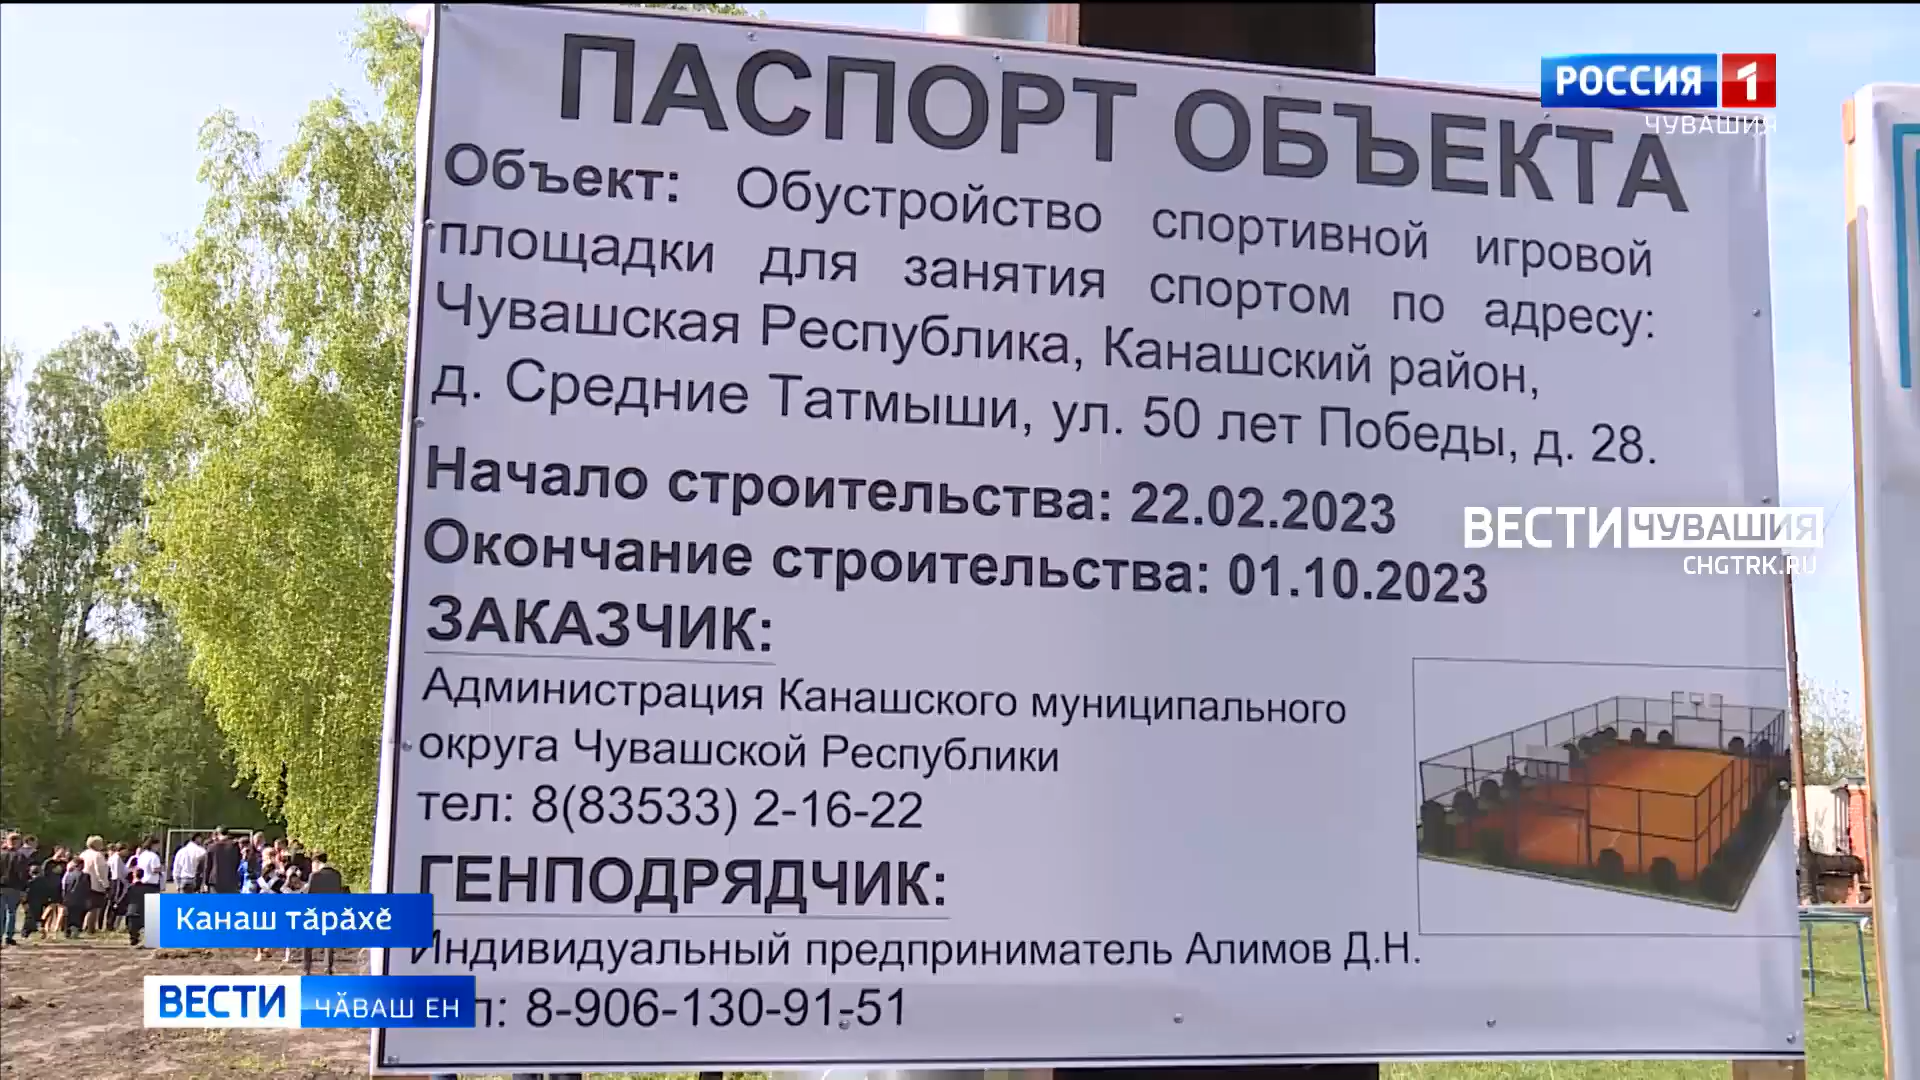 ПАСПОРТ ОБЪЕКТА
Объект: Обустройство спортивной игровой
площадки для занятия спортом по адресу:
Чувашская Республика, Канашский район,
д. Средние Татмыши, ул. 50 лет Победы, д. 28.
Начало строительства: 22.02.2023
Окончание строительства: 01.10.2023
ЗАКАЗЧИК:
Администрация Канашского муниципального
округа Чувашской Республики
тел: 8(83533) 2-16-22
ГЕНПОДРЯДЧИК:
Индивидуальный предприниматель Алимов Д.Н.
8-906-130-91-51
РОССИЯ 1
ЧУВАШИЯ
ВЕСТИ ЧУВАШИЯ
CHGTRK.RU
Канаш тӑрӑхӗ
ВЕСТИ ЧӐВАШ ЕН